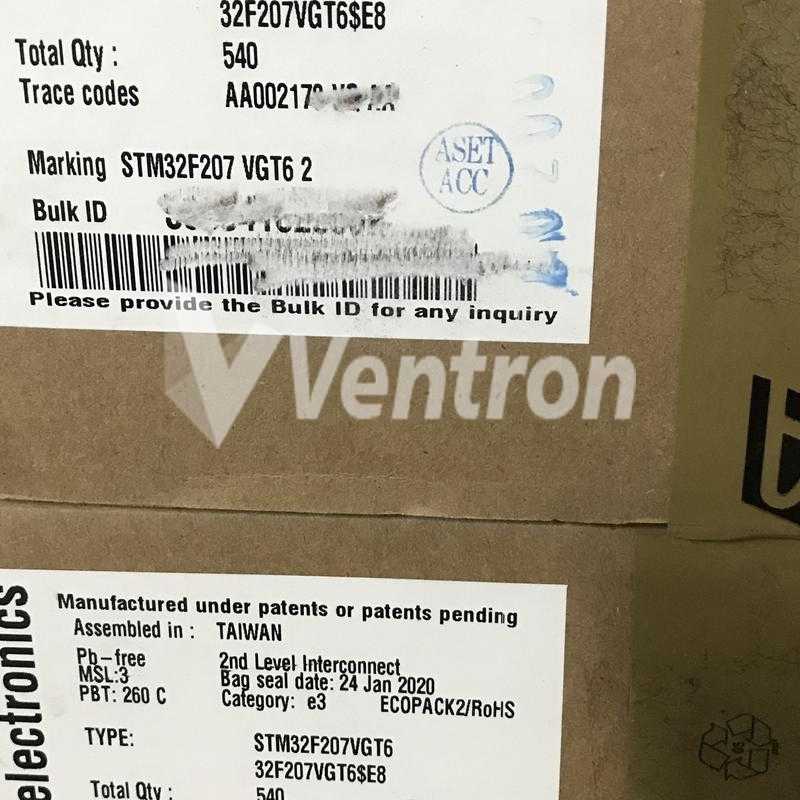 32F207VGT6$E8
Total Qty : 540
Trace codes
Marking STM32F207 VGT6 2
ASET
ACC
Bulk ID
Please provide the Bulk ID for any inquiry
Ventron
electronics
Manufactured under patents or patents pending
Assembled in : TAIWAN
Pb-free 2nd Level Interconnect
MSL:3 Bag seal date: 24 Jan 2020
PBT: 260 C Category: e3 ECOPACK2/RoHS
TYPE: STM32F207VGT6
32F207VGT6$E8
Total Qty : 540